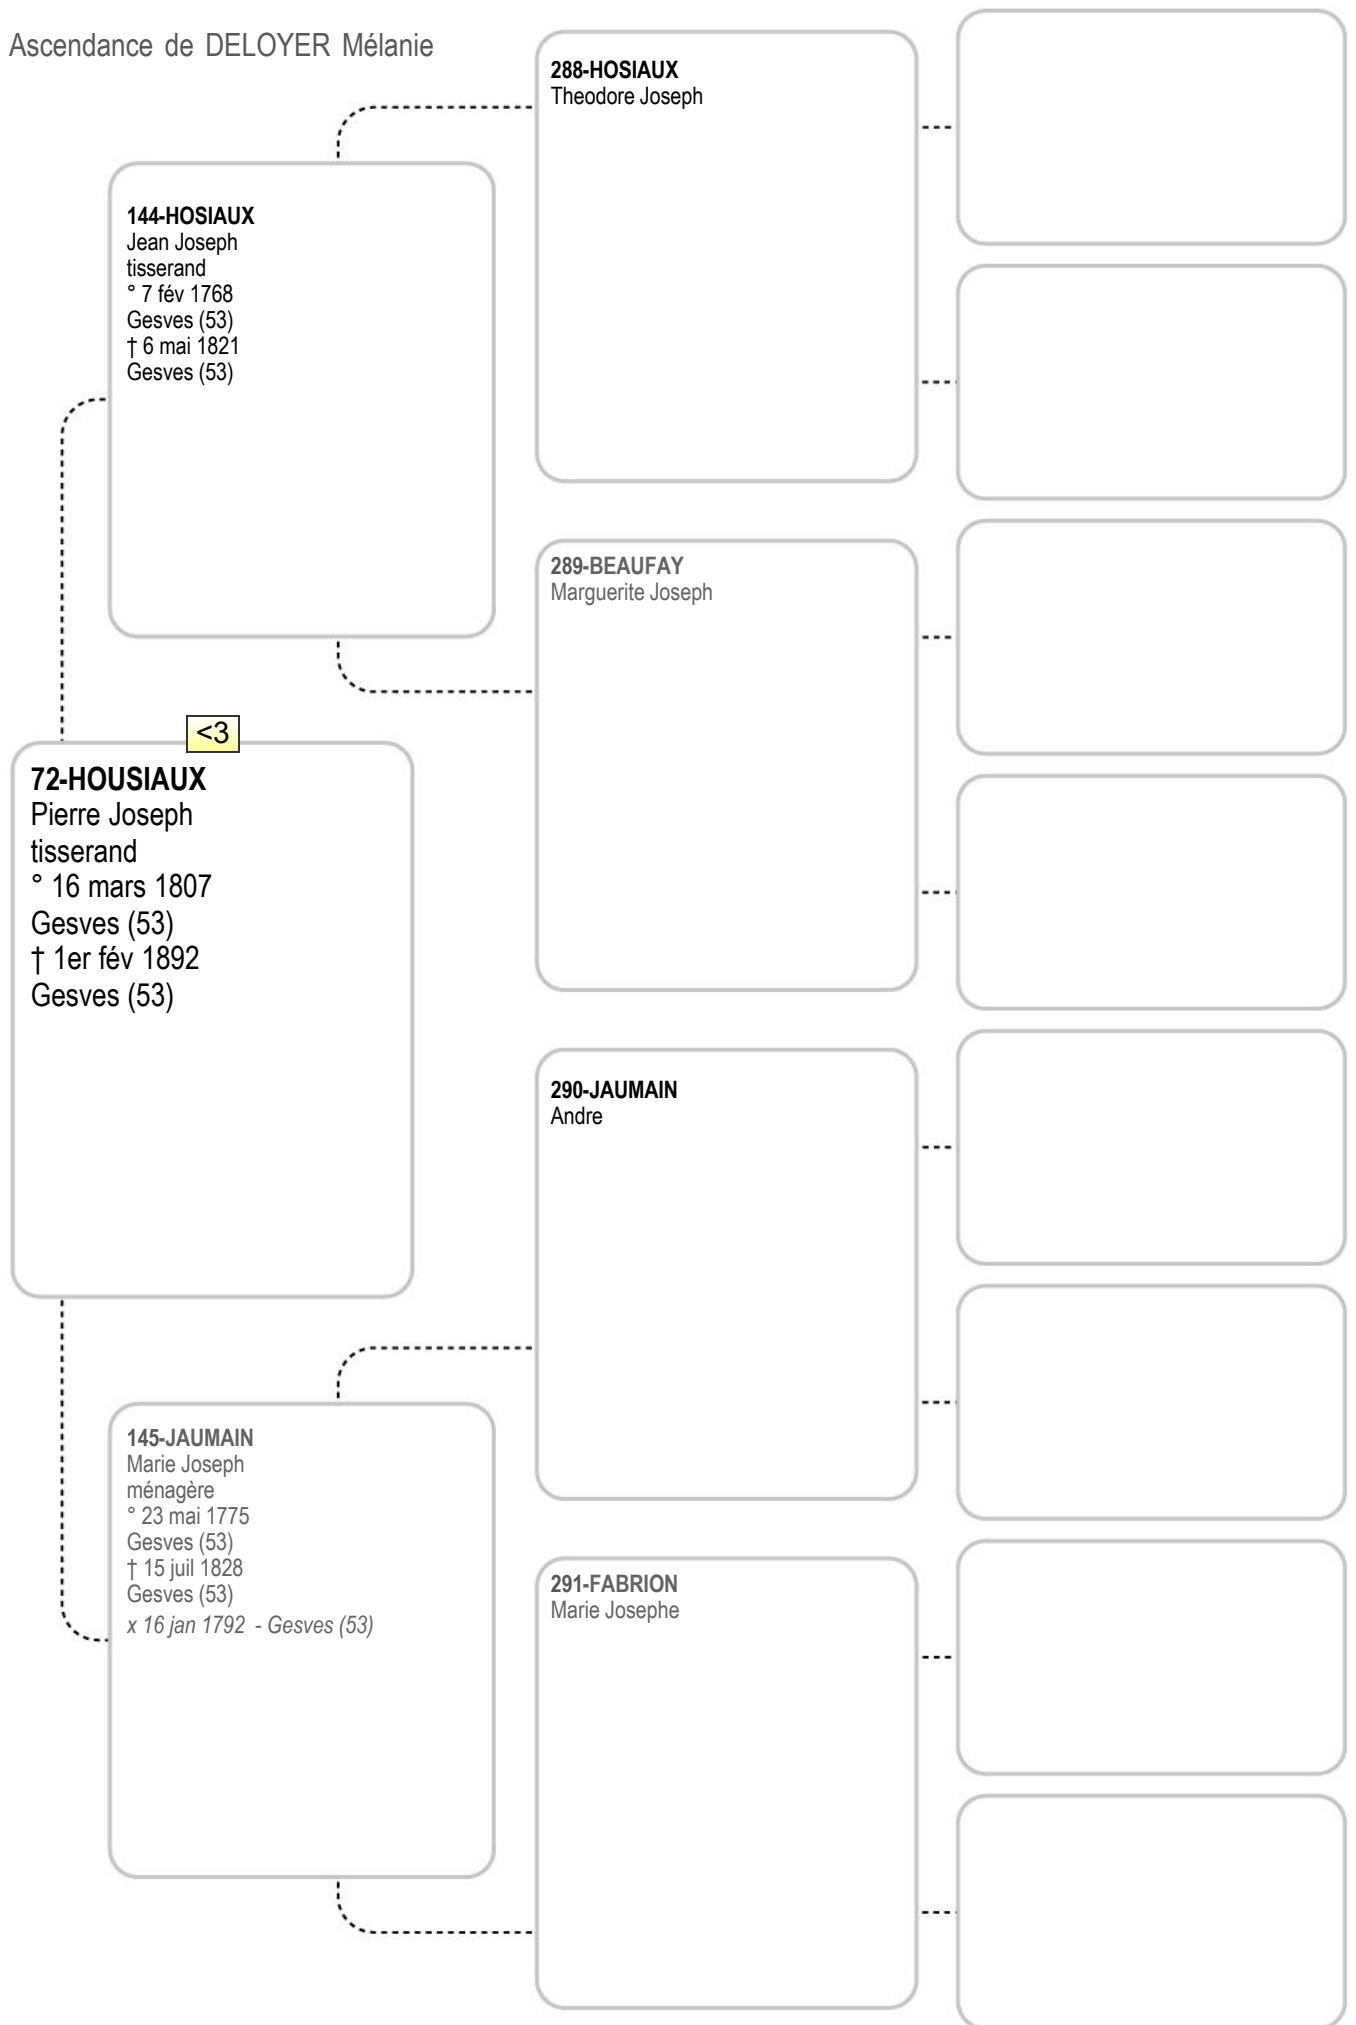 Ascendance de DELOYER Mélanie
288-HOSIAUX
Theodore Joseph
144-HOSIAUX
Jean Joseph
tisserand
° 7 fév 1768
Gesves (53)
† 6 mai 1821
Gesves (53)
289-BEAUFAY
Marguerite Joseph
<3
72-HOUSIAUX
Pierre Joseph
tisserand
° 16 mars 1807
Gesves (53)
† 1er fév 1892
Gesves (53)
290-JAUMAIN
Andre
145-JAUMAIN
Marie Joseph
ménagère
° 23 mai 1775
Gesves (53)
† 15 juil 1828
Gesves (53)
x 16 jan 1792 - Gesves (53)
291-FABRION
Marie Josephe